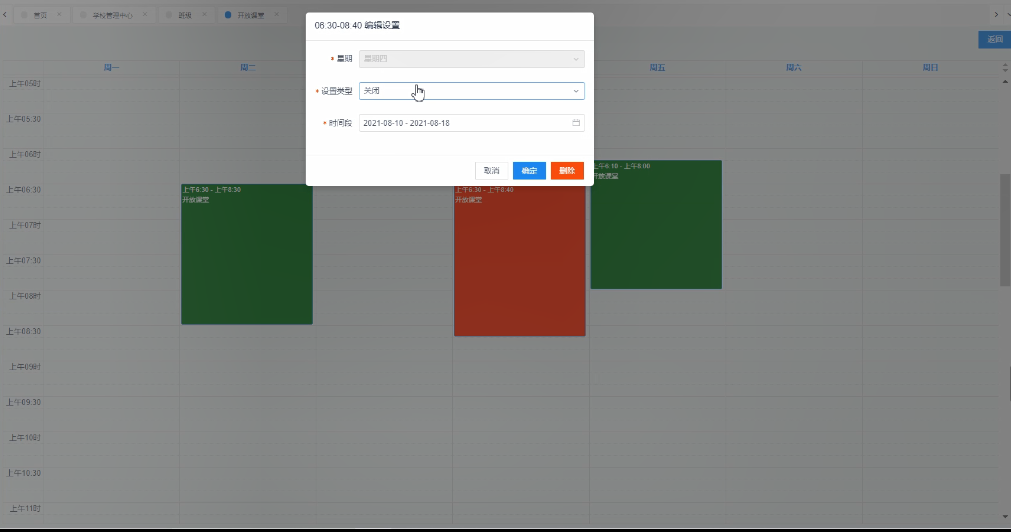 首页
学校管理中心
班级
开放课堂
返回
06:30-08:40 编辑设置
* 星期 星期四
* 设置类型 关闭
* 时间段 2021-08-10 - 2021-08-18
取消 确定 删除
周一 周二 周五 周六 周日
上午05时
上午05:30
上午06时
上午06:30
上午07时
上午07:30
上午08时
上午08:30
上午09时
上午09:30
上午10时
上午10:30
上午11时
上午6:30 - 上午8:30
开放课堂
上午6:30 - 上午8:40
开放课堂
上午6:10 - 上午8:00
开放课堂